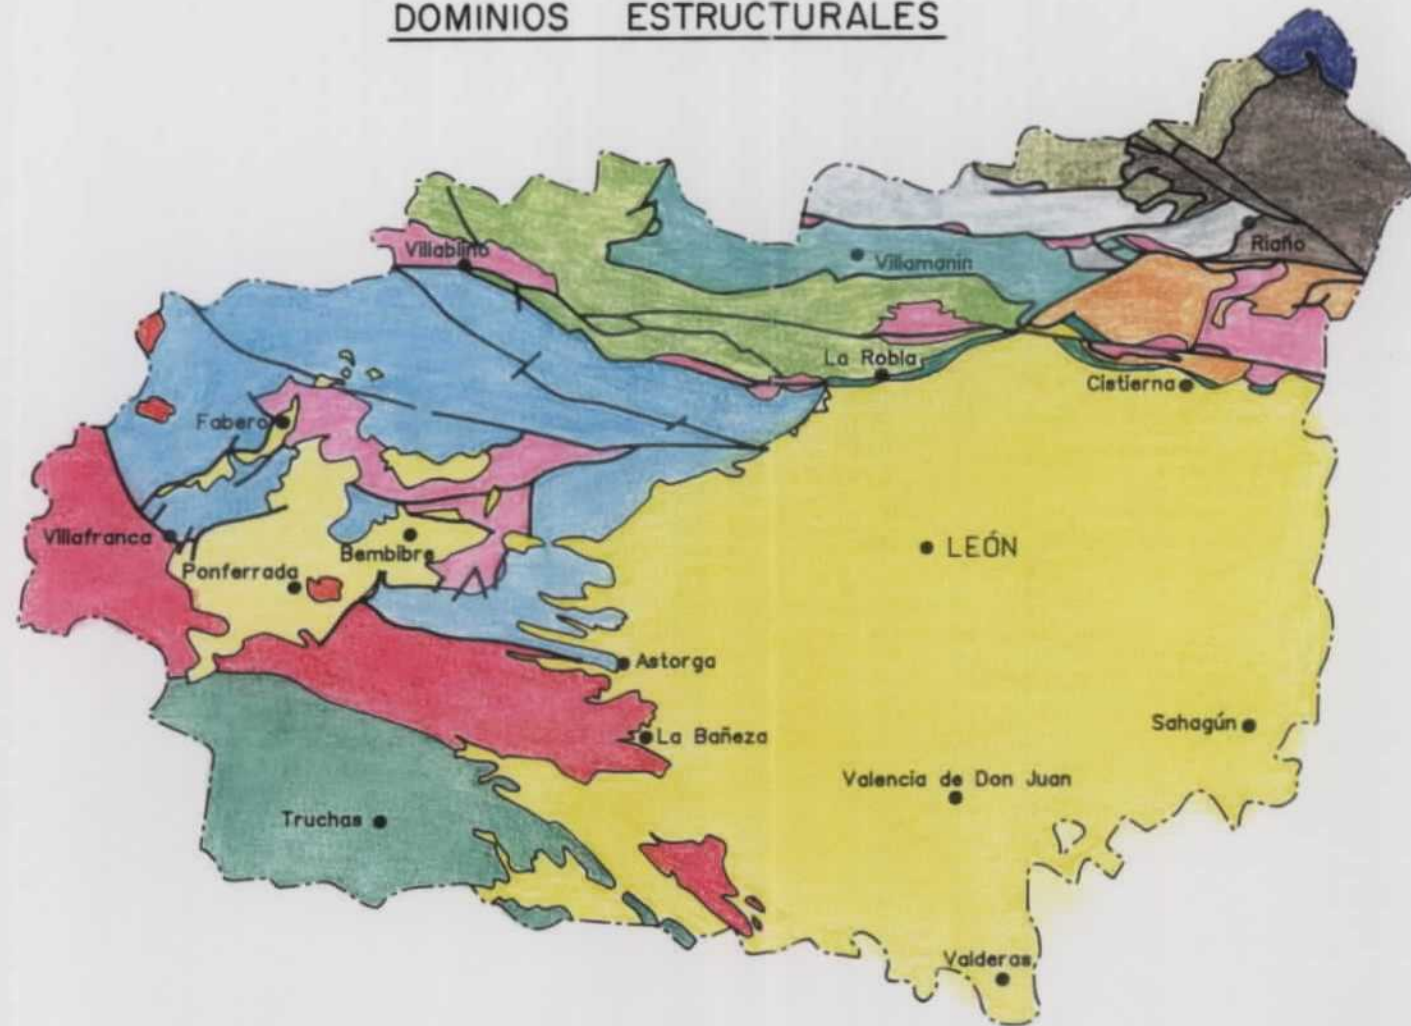 DOMINIOS ESTRUCTURALES
Villablino
Villamanín
Riaño
La Robla
Cistierna
Fabero
Villafranca
Bembibre
LEÓN
Ponferrada
Astorga
Sahagún
La Bañeza
Valencia de Don Juan
Truchas
Valderas